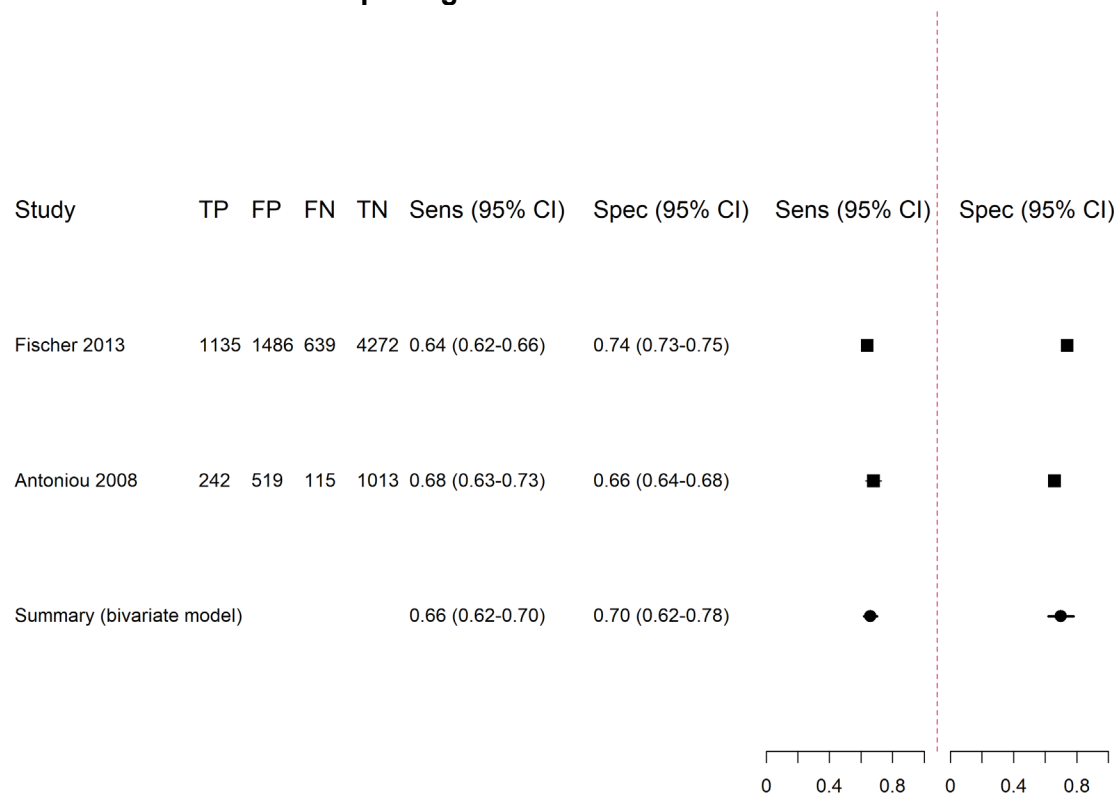 Study TP FP FN TN Sens (95% CI) Spec (95% CI) Sens (95% CI) Spec (95% CI)
Fischer 2013 1135 1486 639 4272 0.64 (0.62-0.66) 0.74 (0.73-0.75)
Antoniou 2008 242 519 115 1013 0.68 (0.63-0.73) 0.66 (0.64-0.68)
Summary (bivariate model) 0.66 (0.62-0.70) 0.70 (0.62-0.78)
0 0.4 0.8 0 0.4 0.8